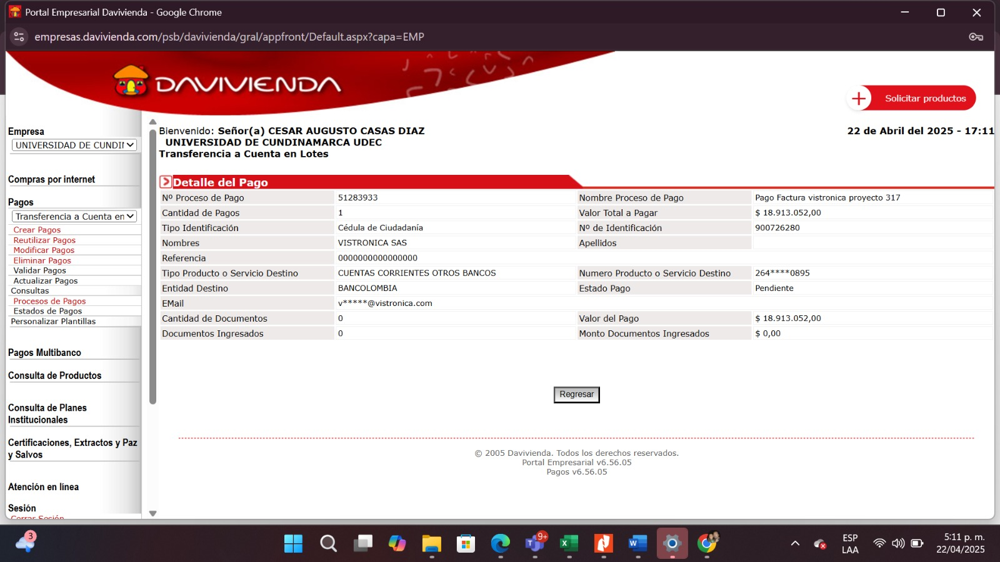 Portal Empresarial Davivienda - Google Chrome
empresas.davivienda.com/psb/davivienda/gral/appfront/Default.aspx?capa=EMP
DAVIVIENDA
Solicitar productos
Empresa
UNIVERSIDAD DE CUNDIN
Compras por internet
Pagos
Transferencia a Cuenta en
Crear Pagos
Reutilizar Pagos
Modificar Pagos
Eliminar Pagos
Validar Pagos
Actualizar Pagos
Consultas
Procesos de Pagos
Estados de Pagos
Personalizar Plantillas
Pagos Multibanco
Consulta de Productos
Consulta de Planes
Institucionales
Certificaciones, Extractos y Paz
y Salvos
Atención en línea
Sesión
Cerrar Sesión
Bienvenido: Señor(a) CESAR AUGUSTO CASAS DIAZ
22 de Abril del 2025 - 17:11
UNIVERSIDAD DE CUNDINAMARCA UDEC
Transferencia a Cuenta en Lotes
Detalle del Pago
Nº Proceso de Pago 51283933 Nombre Proceso de Pago Pago Factura vistronica proyecto 317
Cantidad de Pagos 1 Valor Total a Pagar $ 18.913.052,00
Tipo Identificación Cédula de Ciudadanía Nº de Identificación 900726280
Nombres VISTRONICA SAS Apellidos
Referencia 0000000000000000
Tipo Producto o Servicio Destino CUENTAS CORRIENTES OTROS BANCOS Numero Producto o Servicio Destino 264****0895
Entidad Destino BANCOLOMBIA Estado Pago Pendiente
EMail v*****@vistronica.com
Cantidad de Documentos 0 Valor del Pago $ 18.913.052,00
Documentos Ingresados 0 Monto Documentos Ingresados $ 0,00
Regresar
© 2005 Davivienda. Todos los derechos reservados.
Portal Empresarial v6.56.05
Pagos v6.56.05
3
9+
ESP
LAA
5:11 p. m.
22/04/2025